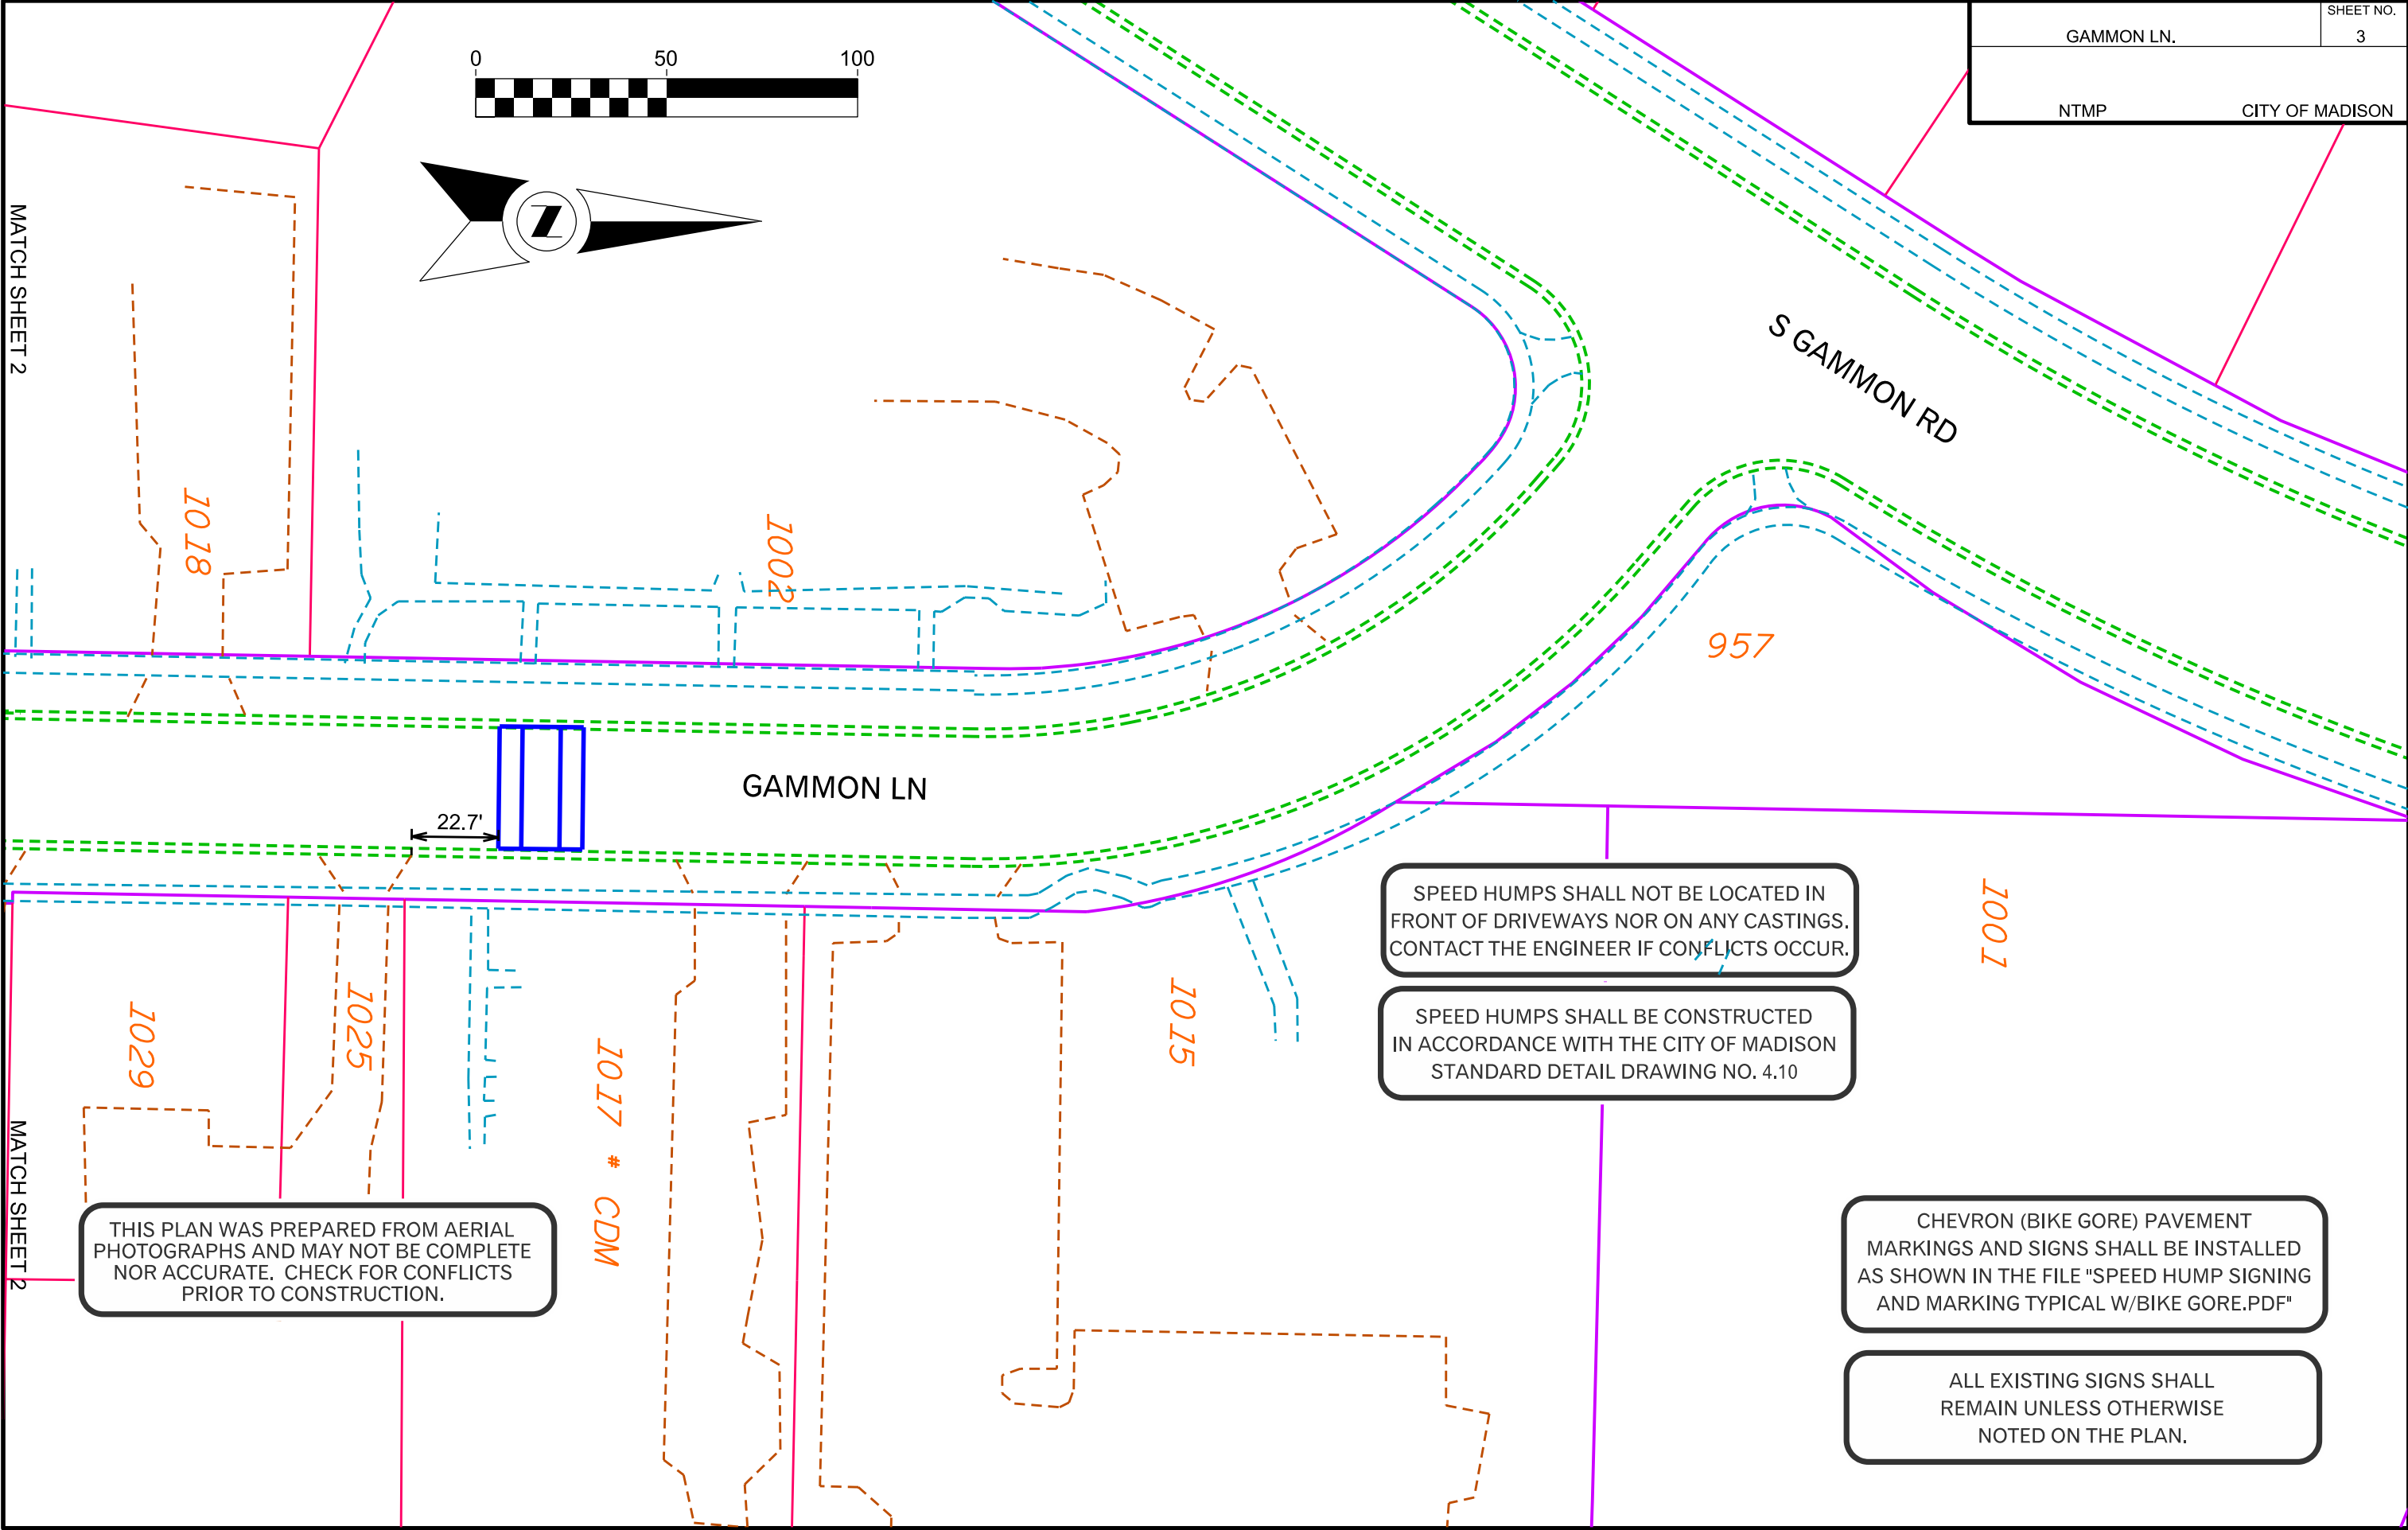 SHEET NO.
GAMMON LN.
3
NTMP
CITY OF MADISON
0
50
100
N
MATCH SHEET 2
S GAMMON RD
1018
1002
957
GAMMON LN
22.7'
1029
1025
1017 # CDM
1015
1001
SPEED HUMPS SHALL NOT BE LOCATED IN
FRONT OF DRIVEWAYS NOR ON ANY CASTINGS.
CONTACT THE ENGINEER IF CONFLICTS OCCUR.
SPEED HUMPS SHALL BE CONSTRUCTED
IN ACCORDANCE WITH THE CITY OF MADISON
STANDARD DETAIL DRAWING NO. 4.10
MATCH SHEET 2
THIS PLAN WAS PREPARED FROM AERIAL
PHOTOGRAPHS AND MAY NOT BE COMPLETE
NOR ACCURATE. CHECK FOR CONFLICTS
PRIOR TO CONSTRUCTION.
CHEVRON (BIKE GORE) PAVEMENT
MARKINGS AND SIGNS SHALL BE INSTALLED
AS SHOWN IN THE FILE "SPEED HUMP SIGNING
AND MARKING TYPICAL W/BIKE GORE.PDF"
ALL EXISTING SIGNS SHALL
REMAIN UNLESS OTHERWISE
NOTED ON THE PLAN.